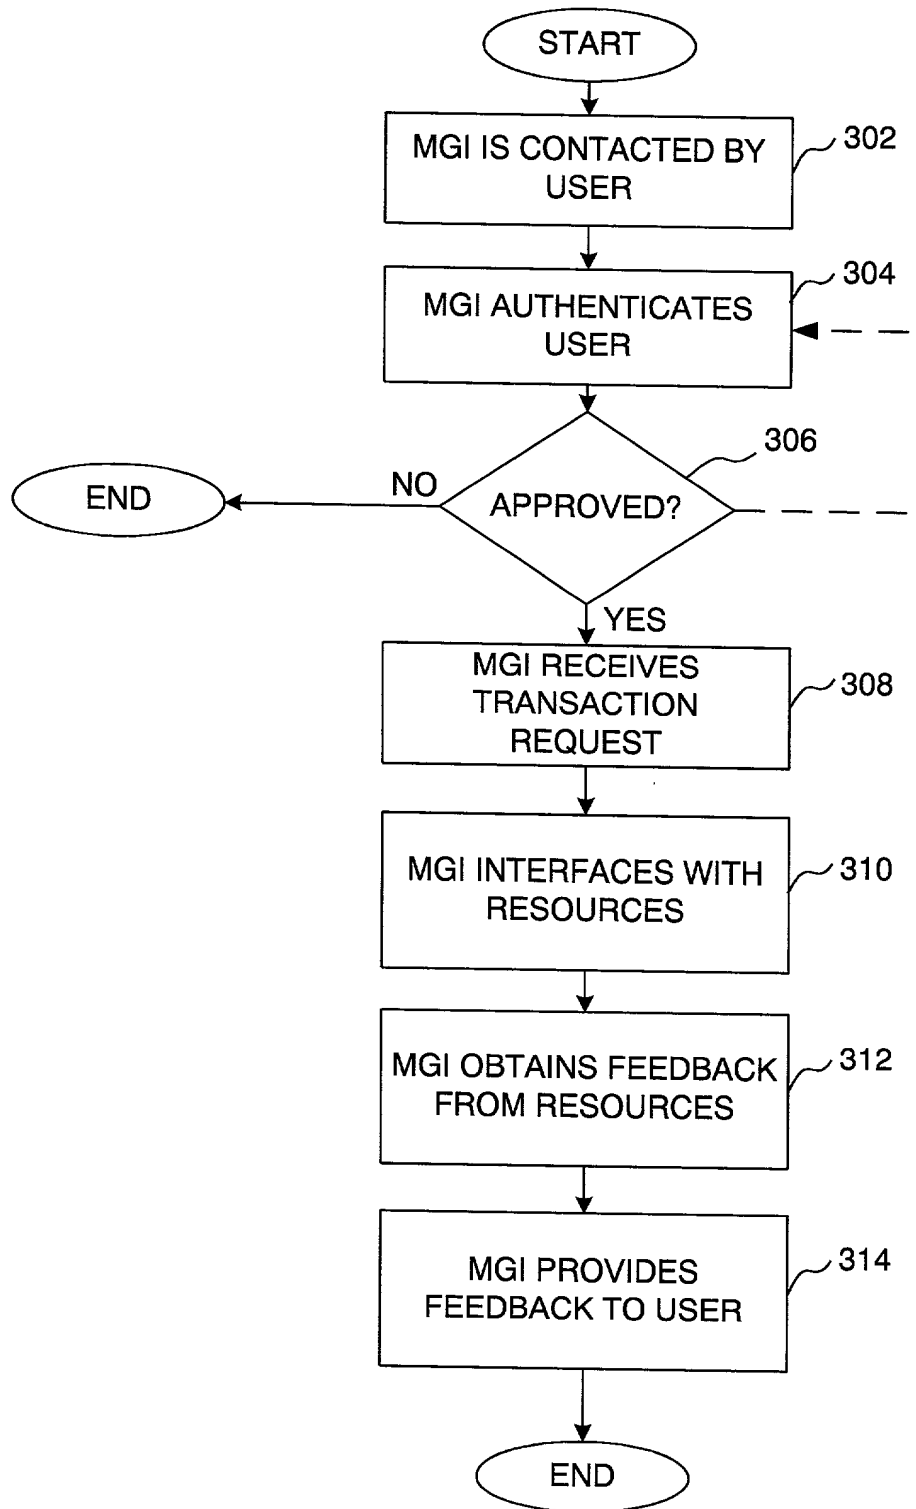 START
MGI IS CONTACTED BY
USER
302
MGI AUTHENTICATES
USER
304
306
END
NO
APPROVED?
YES
MGI RECEIVES
TRANSACTION
REQUEST
308
MGI INTERFACES WITH
RESOURCES
310
MGI OBTAINS FEEDBACK
FROM RESOURCES
312
MGI PROVIDES
FEEDBACK TO USER
314
END